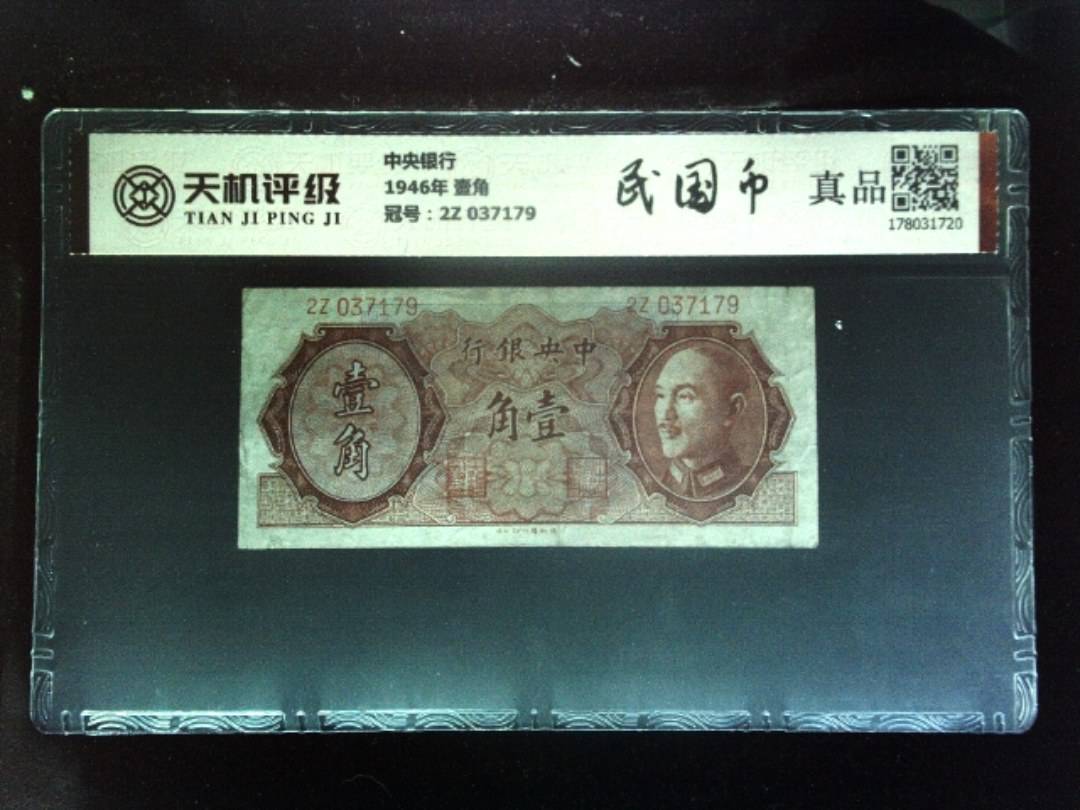 天机评级
TIAN JI PING JI
中央银行
1946年 壹角
冠号：2Z 037179
民国币
真品
178031720
2Z 037179
2Z 037179
行銀央中
角壹
壹角